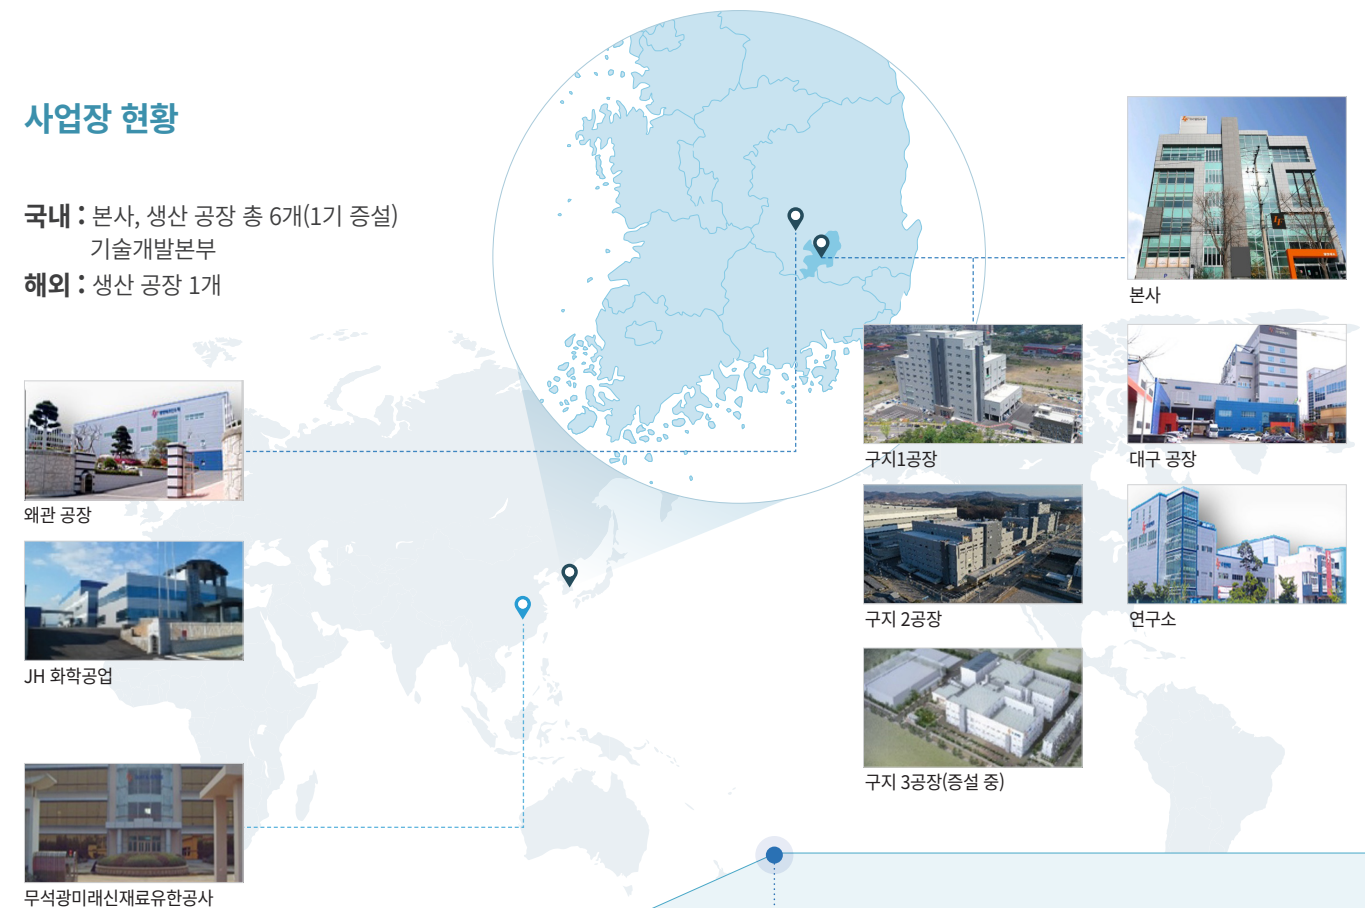 사업장 현황
국내 : 본사, 생산 공장 총 6개(1기 증설)
기술개발본부
해외 : 생산 공장 1개
본사
왜관 공장
구지1공장
대구 공장
JH 화학공업
구지 2공장
연구소
구지 3공장(증설 중)
무석광미래신재료유한공사